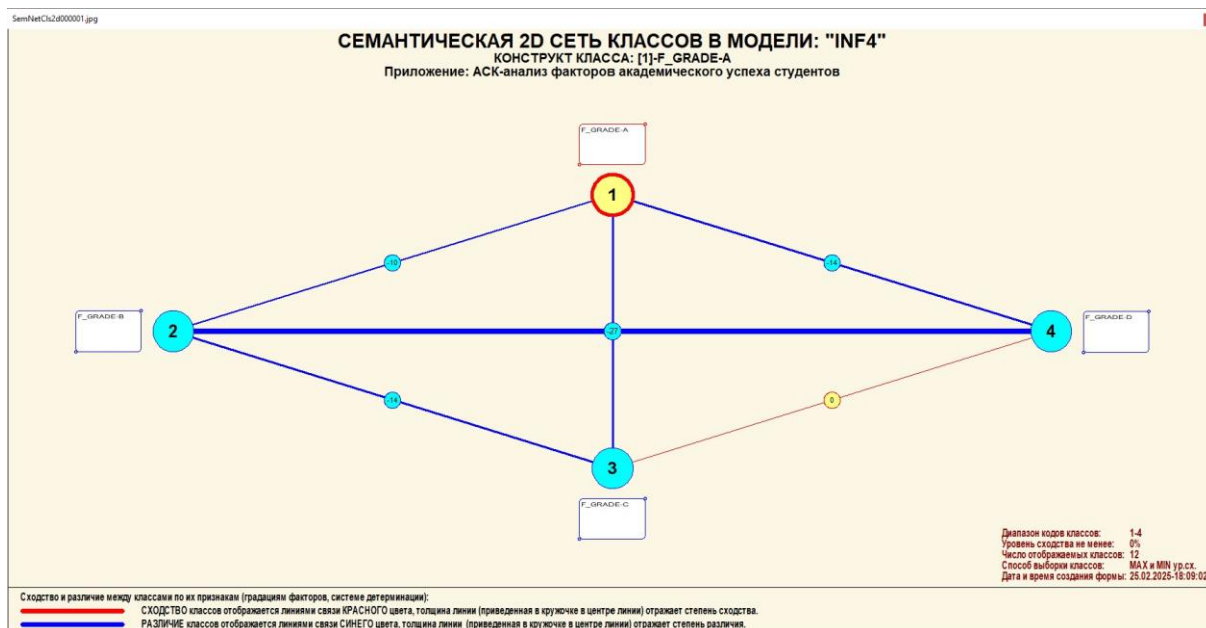 SemNetCls2d000001.jpg
СЕМАНТИЧЕСКАЯ 2D СЕТЬ КЛАССОВ В МОДЕЛИ: "INF4"
КОНСТРУКТ КЛАССА: [1]-F_GRADE-A
Приложение: АСК-анализ факторов академического успеха студентов
F_GRADE-A
1
-10
-14
F_GRADE-B
2
-27
4
F_GRADE-D
-14
0
3
F_GRADE-C
Диапазон кодов классов: 1-4
Уровень сходства не менее: 0%
Число отображаемых классов: 12
Способ выборки классов: MAX и MIN ур.сх.
Дата и время создания формы: 25.02.2025-18:09:02
Сходство и различие между классами по их признакам (градациям факторов, системе детерминации):
СХОДСТВО классов отображается линиями связи КРАСНОГО цвета, толщина линии (приведенная в кружочке в центре линии) отражает степень сходства.
РАЗЛИЧИЕ классов отображается линиями связи СИНЕГО цвета, толщина линии (приведенная в кружочке в центре линии) отражает степень различия.